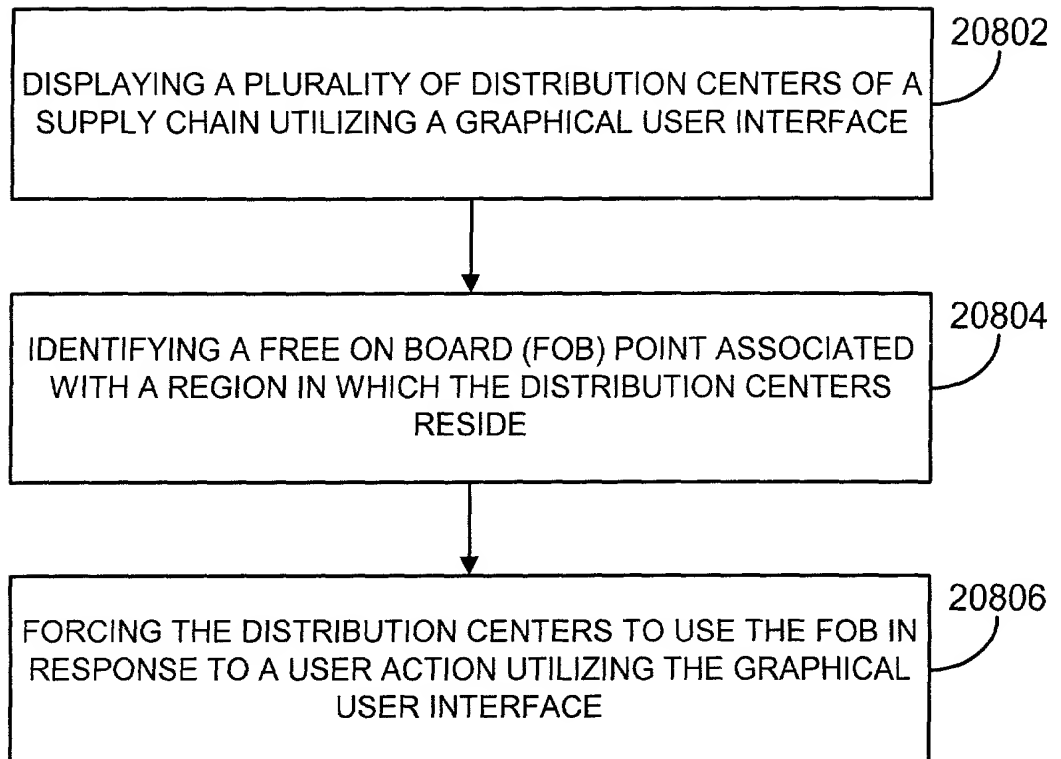 20802
DISPLAYING A PLURALITY OF DISTRIBUTION CENTERS OF A
SUPPLY CHAIN UTILIZING A GRAPHICAL USER INTERFACE
20804
IDENTIFYING A FREE ON BOARD (FOB) POINT ASSOCIATED
WITH A REGION IN WHICH THE DISTRIBUTION CENTERS
RESIDE
20806
FORCING THE DISTRIBUTION CENTERS TO USE THE FOB IN
RESPONSE TO A USER ACTION UTILIZING THE GRAPHICAL
USER INTERFACE